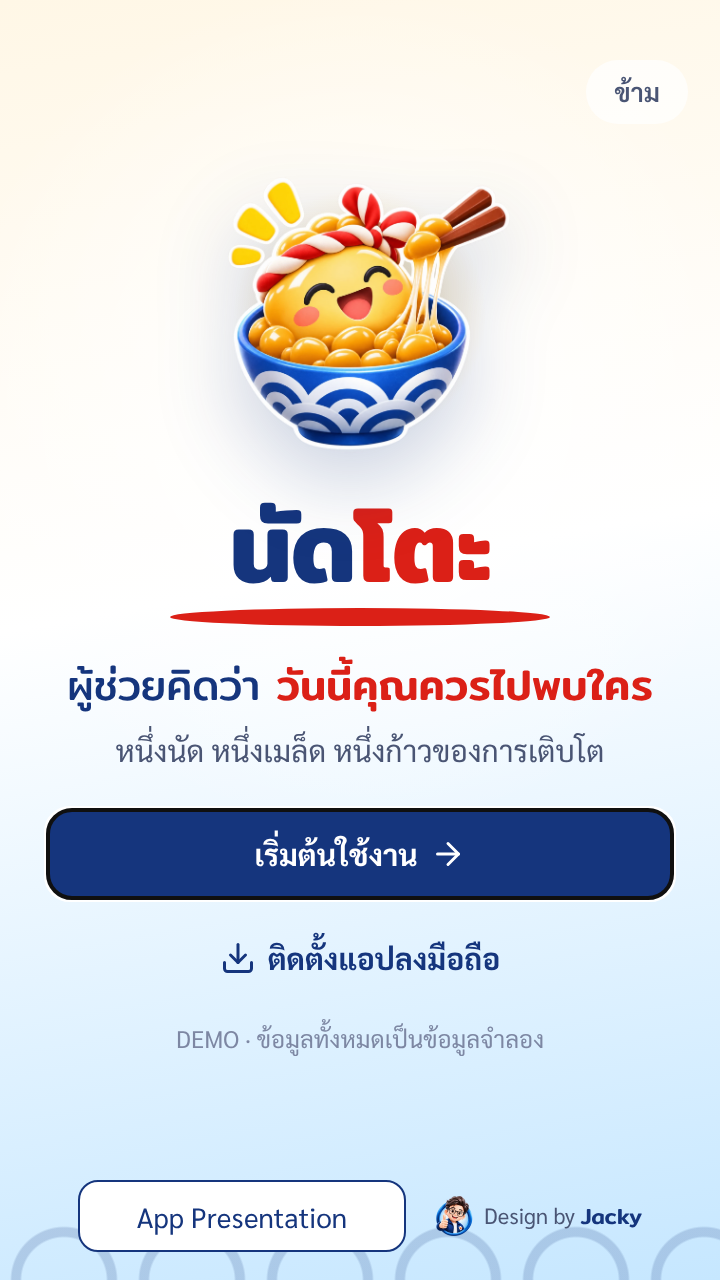 ข้าม
นัดโตะ
ผู้ช่วยคิดว่า วันนี้คุณควรไปพบใคร
หนึ่งนัด หนึ่งเมล็ด หนึ่งก้าวของการเติบโต
เริ่มต้นใช้งาน →
ติดตั้งแอปลงมือถือ
DEMO · ข้อมูลทั้งหมดเป็นข้อมูลจำลอง
App Presentation
Design by Jacky